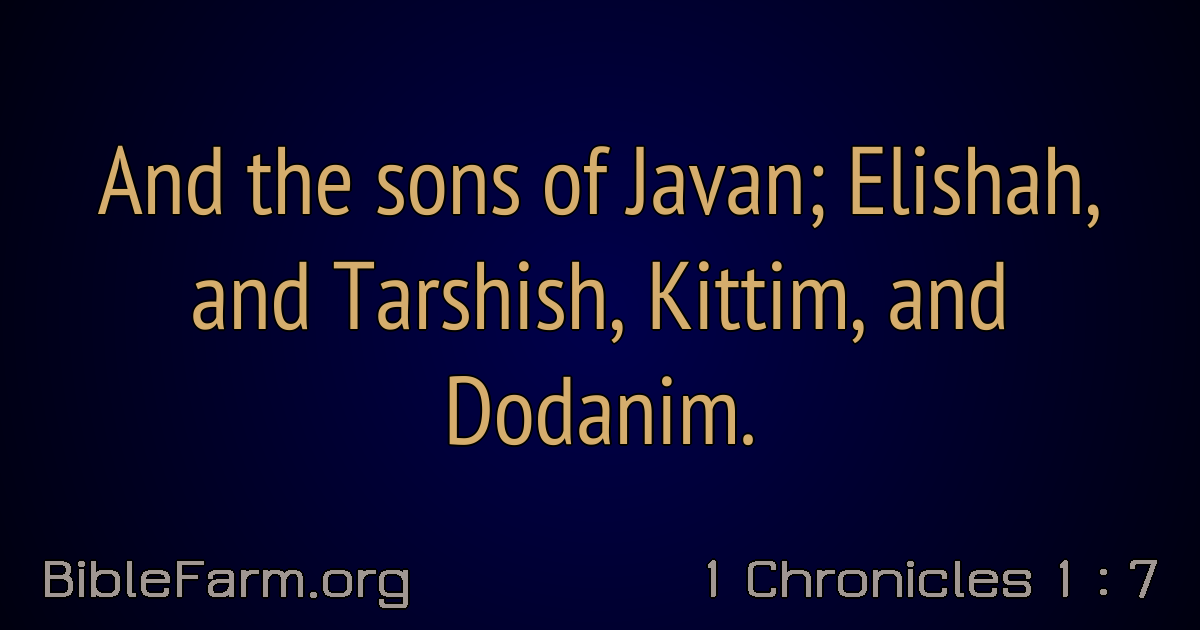 And the sons of Javan; Elishah,
and Tarshish, Kittim, and
Dodanim.
BibleFarm.org
1 Chronicles 1 : 7